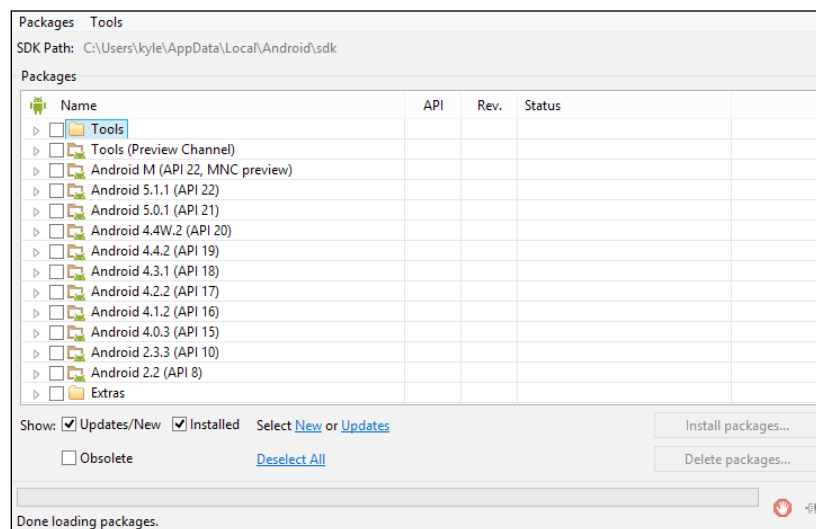 Packages Tools
SDK Path: C:\Users\kyle\AppData\Local\Android\sdk
Packages
Name API Rev. Status
Tools
Tools (Preview Channel)
Android M (API 22, MNC preview)
Android 5.1.1 (API 22)
Android 5.0.1 (API 21)
Android 4.4W.2 (API 20)
Android 4.4.2 (API 19)
Android 4.3.1 (API 18)
Android 4.2.2 (API 17)
Android 4.1.2 (API 16)
Android 4.0.3 (API 15)
Android 2.3.3 (API 10)
Android 2.2 (API 8)
Extras
Show: Updates/New Installed Select New or Updates Install packages...
Obsolete Deselect All Delete packages...
Done loading packages.